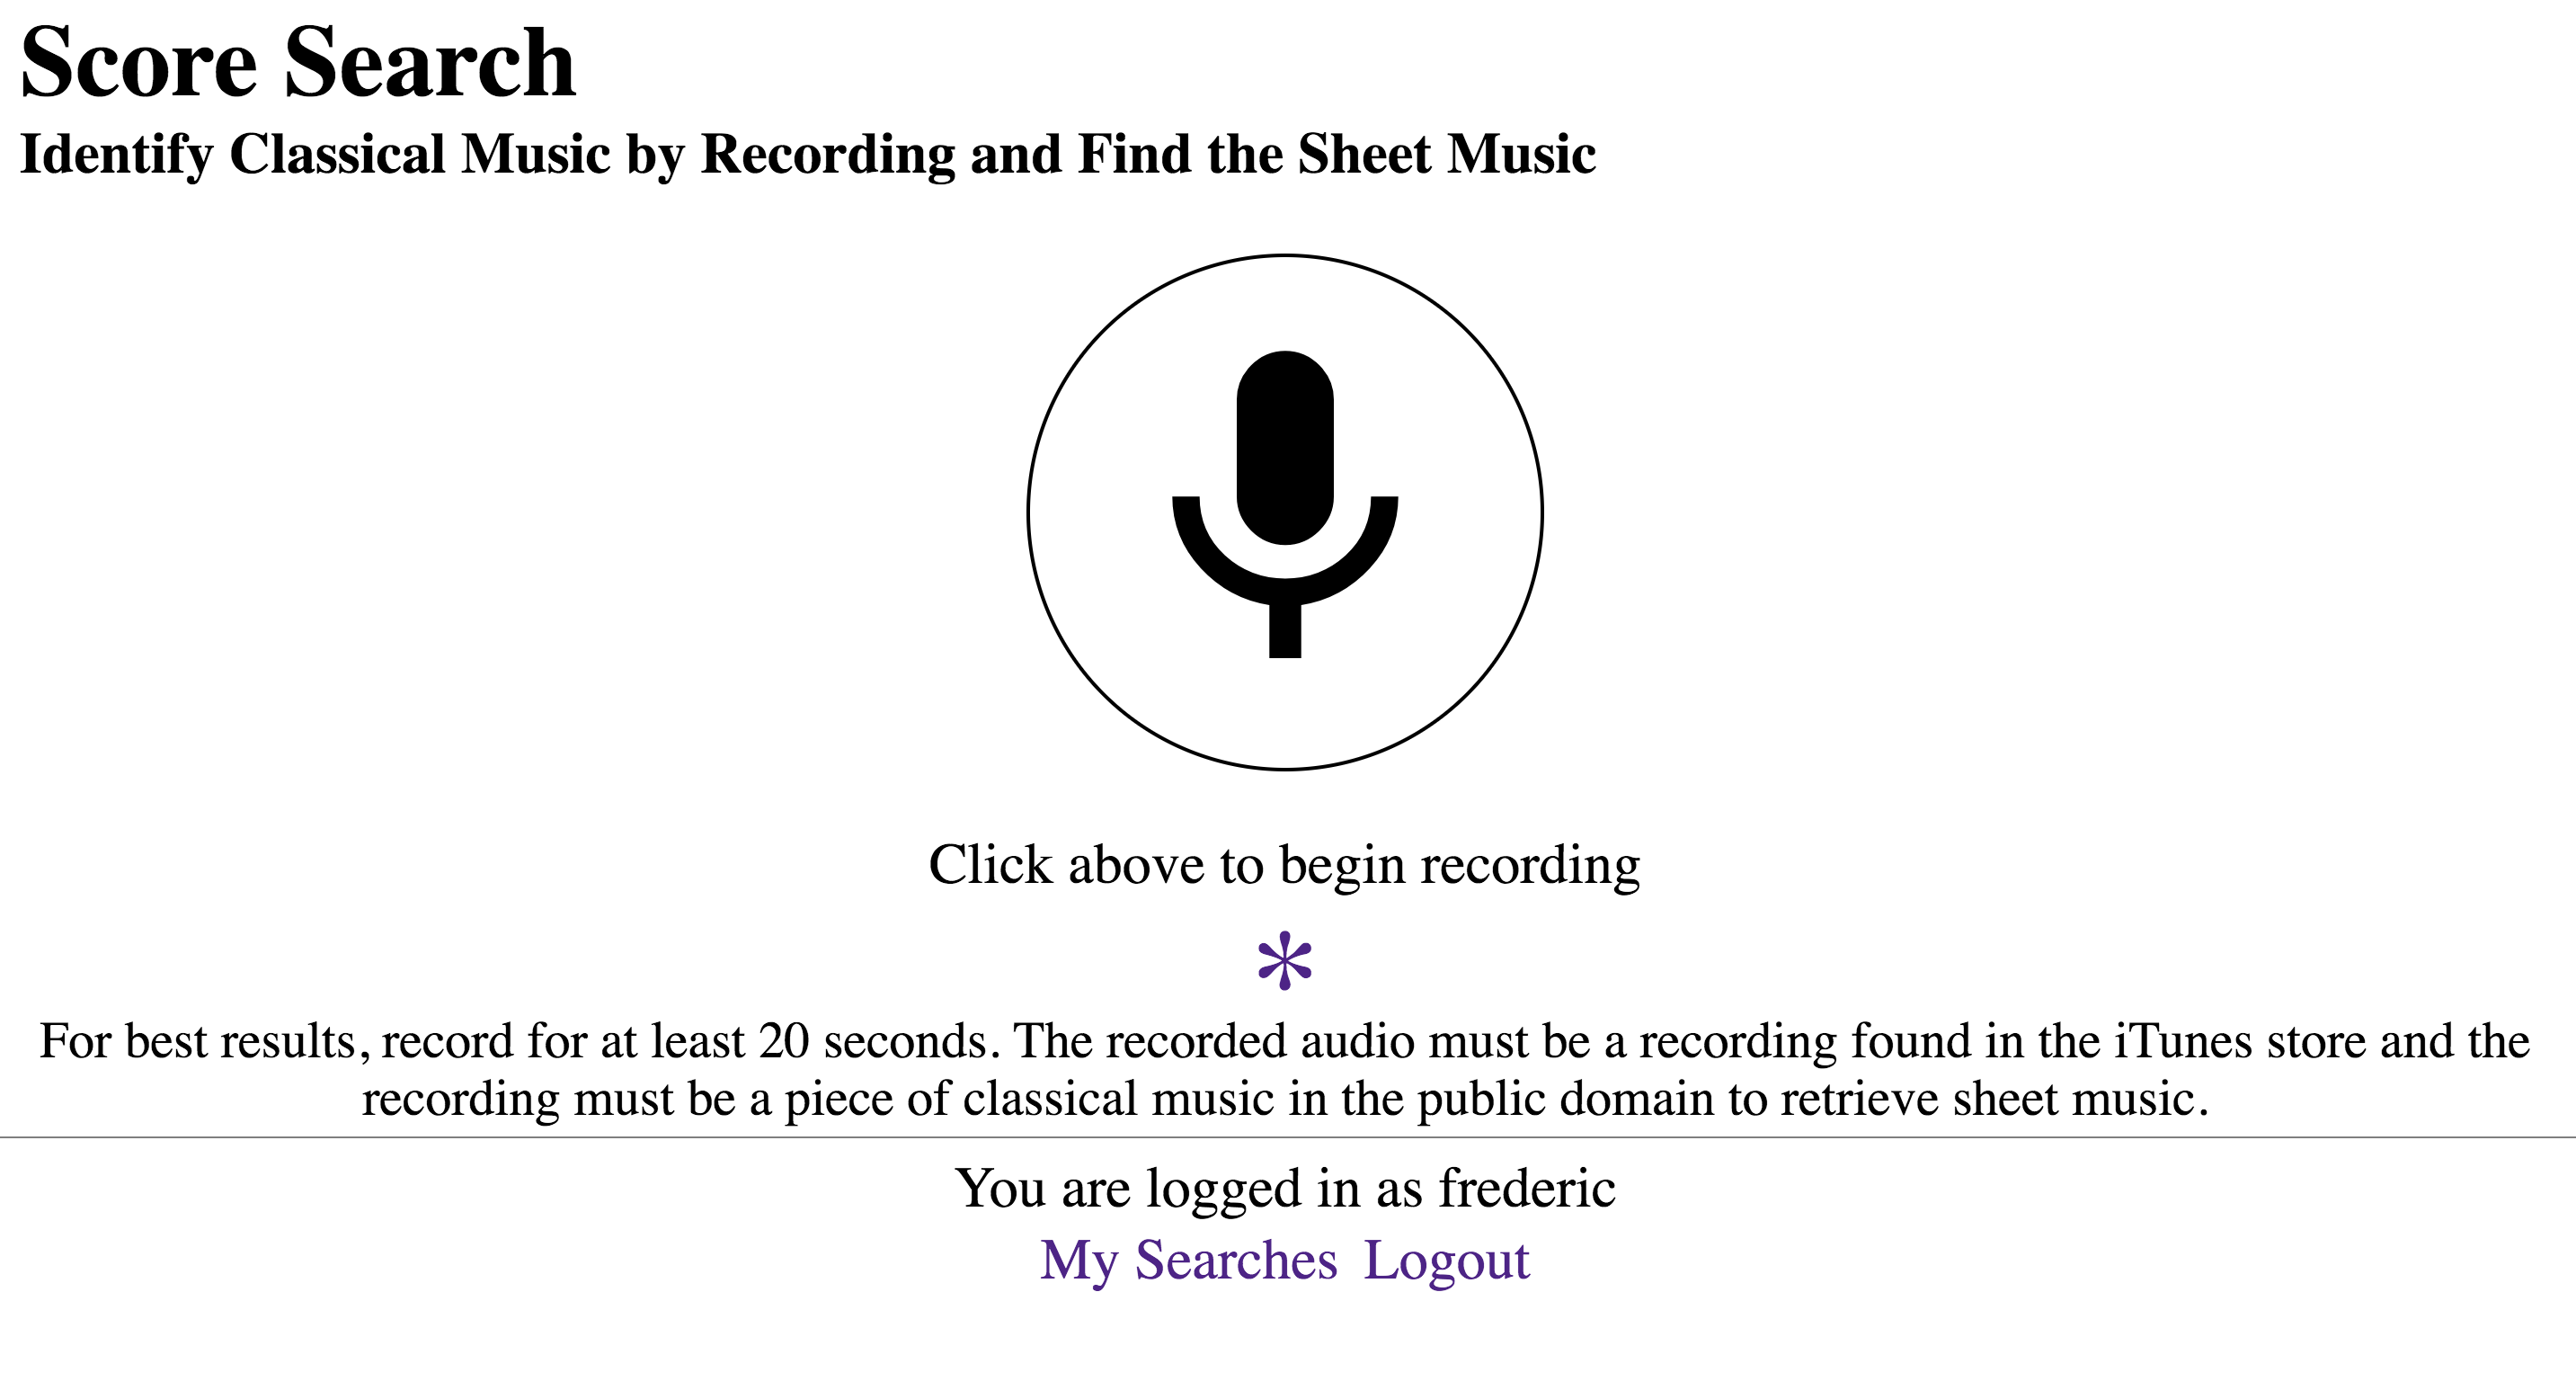 Score Search
Identify Classical Music by Recording and Find the Sheet Music
Click above to begin recording
*
For best results, record for at least 20 seconds. The recorded audio must be a recording found in the iTunes store and the
recording must be a piece of classical music in the public domain to retrieve sheet music.
You are logged in as frederic
My Searches Logout